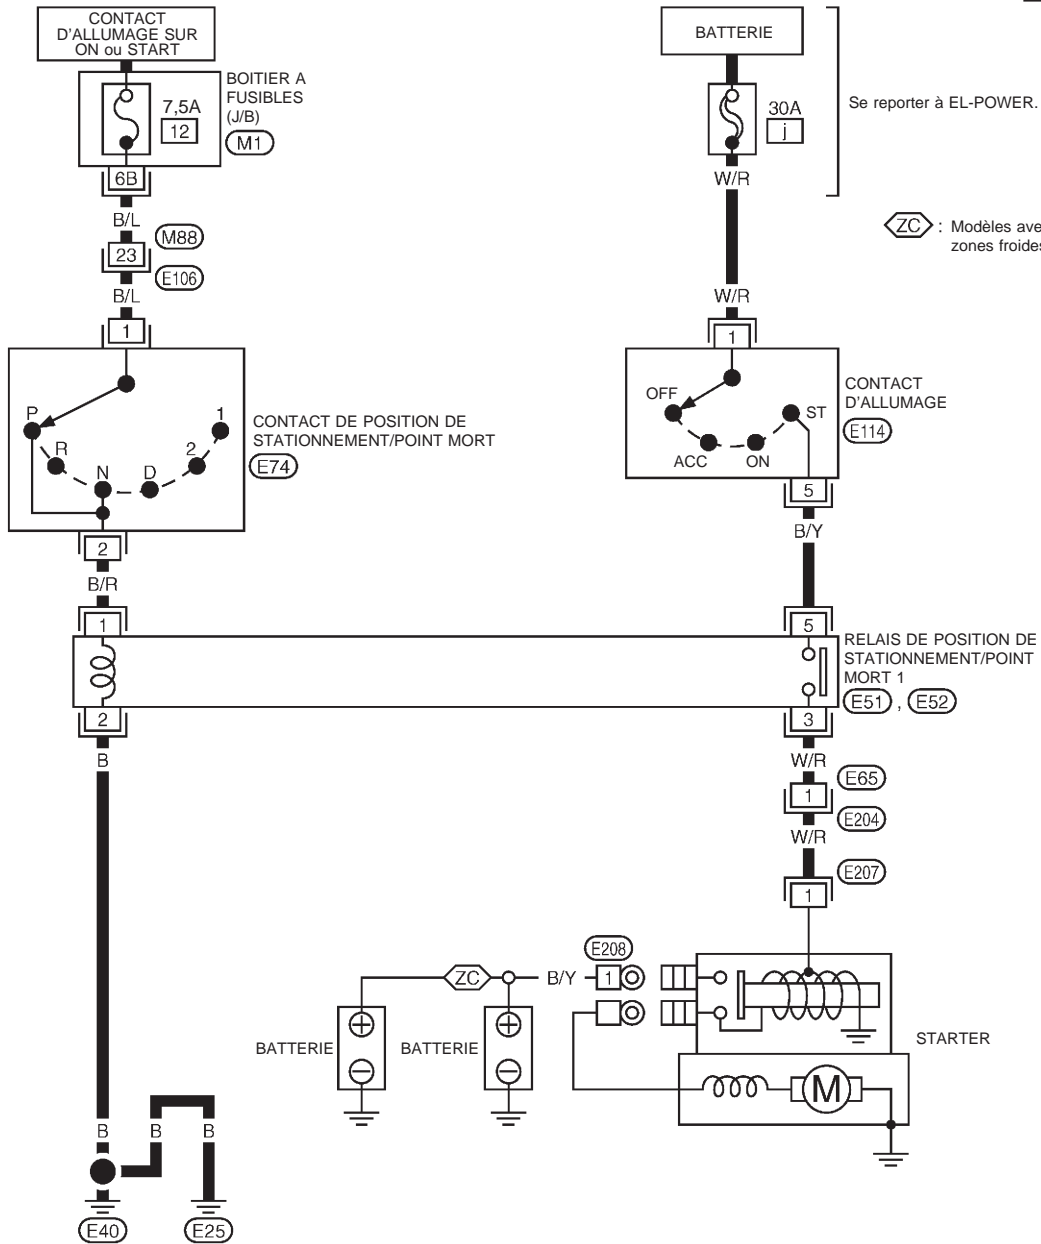 CONTACT
D'ALLUMAGE SUR
ON ou START
BATTERIE
BOITIER A
FUSIBLES
(J/B)
M1
7,5A
12
30A
j
Se reporter à EL-POWER.
6B
W/R
B/L
M88
ZC : Modèles ave
zones froides
23
E106
B/L
W/R
1
1
OFF
CONTACT
D'ALLUMAGE
E114
P
1
ST
CONTACT DE POSITION DE
STATIONNEMENT/POINT MORT
E74
R
2
N
D
ACC
ON
5
B/Y
2
B/R
1
5
RELAIS DE POSITION DE
STATIONNEMENT/POINT
MORT 1
E51 , E52
2
3
B
W/R
E65
1
E204
W/R
E207
1
E208
ZC
B/Y
1
BATTERIE
BATTERIE
STARTER
M
B
B
B
E40
E25